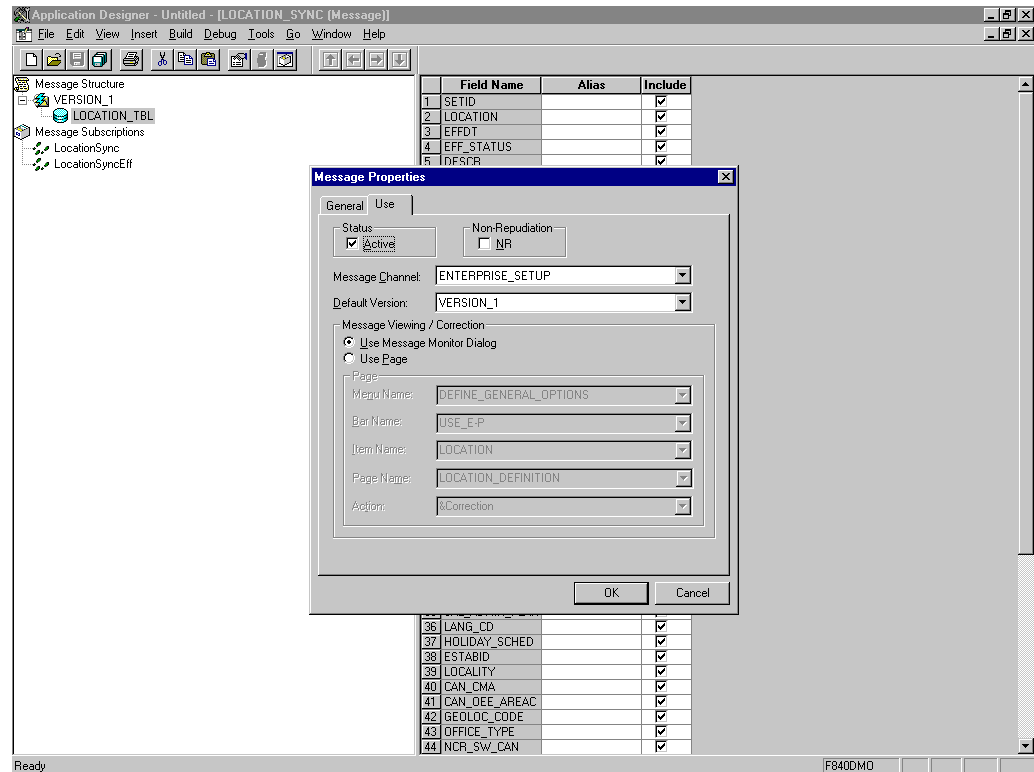 Application Designer - Untitled - [LOCATION_SYNC (Message)]
File Edit View Insert Build Debug Tools Go Window Help
Message Structure
VERSION_1
LOCATION_TBL
Message Subscriptions
LocationSync
LocationSyncEff
Field Name Alias Include
1 SETID
2 LOCATION
3 EFFDT
4 EFF_STATUS
5 DESCR
Message Properties
General Use
Status
Active
Non-Repudiation
NR
Message Channel: ENTERPRISE_SETUP
Default Version: VERSION_1
Message Viewing / Correction
Use Message Monitor Dialog
Use Page
Page
Menu Name: DEFINE_GENERAL_OPTIONS
Bar Name: USE_E-P
Item Name: LOCATION
Page Name: LOCATION_DEFINITION
Action: &Correction
OK Cancel
36 LANG_CD
37 HOLIDAY_SCHED
38 ESTABID
39 LOCALITY
40 CAN_CMA
41 CAN_OEE_AREAC
42 GEOLOC_CODE
43 OFFICE_TYPE
44 NCR_SW_CAN
Ready F840DMO